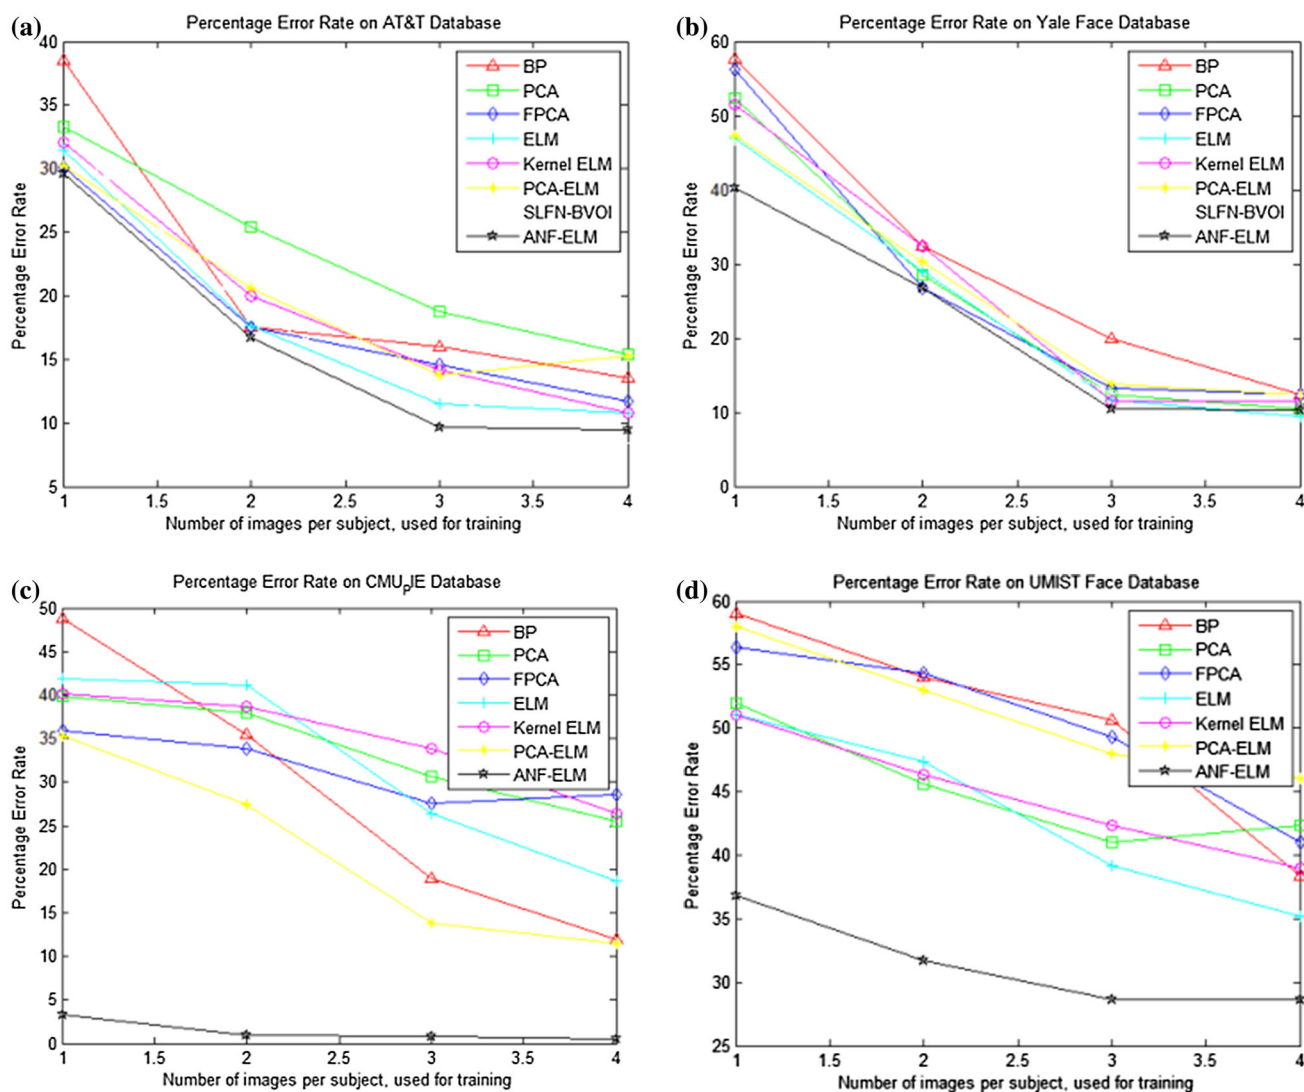 (a)
Percentage Error Rate on AT&T Database
40
35
30
25
20
15
10
5
Percentage Error Rate
BP
PCA
FPCA
ELM
Kernel ELM
PCA-ELM
SLFN-BVOI
ANF-ELM
1 1.5 2 2.5 3 3.5 4
Number of images per subject, used for training
(b)
Percentage Error Rate on Yale Face Database
60
50
40
30
20
10
0
Percentage Error Rate
BP
PCA
FPCA
ELM
Kernel ELM
PCA-ELM
SLFN-BVOI
ANF-ELM
1 1.5 2 2.5 3 3.5 4
Number of images per subject, used for training
(c)
Percentage Error Rate on CMUpIE Database
50
45
40
35
30
25
20
15
10
5
0
Percentage Error Rate
BP
PCA
FPCA
ELM
Kernel ELM
PCA-ELM
ANF-ELM
1 1.5 2 2.5 3 3.5 4
Number of images per subject, used for training
(d)
Percentage Error Rate on UMIST Face Database
60
55
50
45
40
35
30
25
Percentage Error Rate
BP
PCA
FPCA
ELM
Kernel ELM
PCA-ELM
ANF-ELM
1 1.5 2 2.5 3 3.5 4
Number of images per subject, used for training